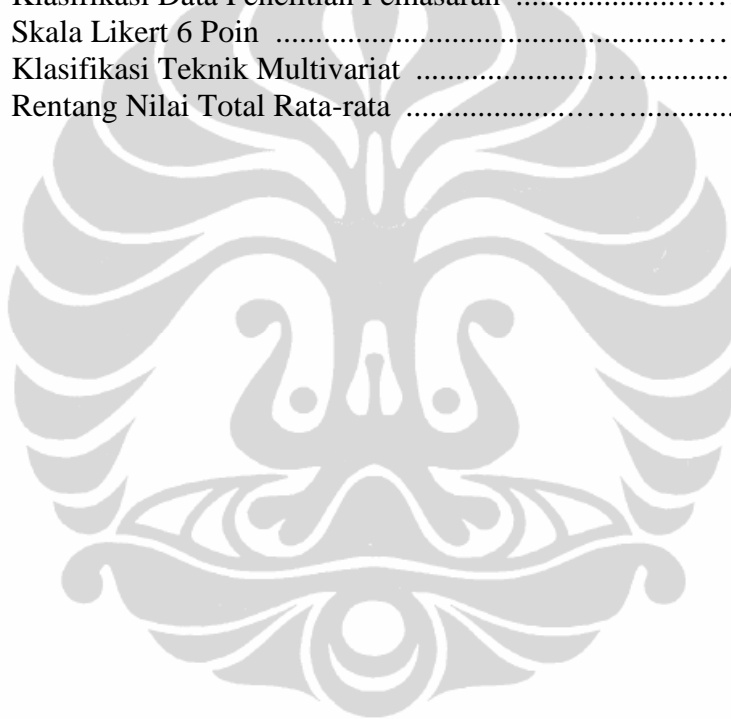 Klasifikasi Data Penelitian Pemasaran ........................
Skala Likert 6 Poin ......................................................
Klasifikasi Teknik Multivariat ..................……...........
Rentang Nilai Total Rata-rata ....................……............